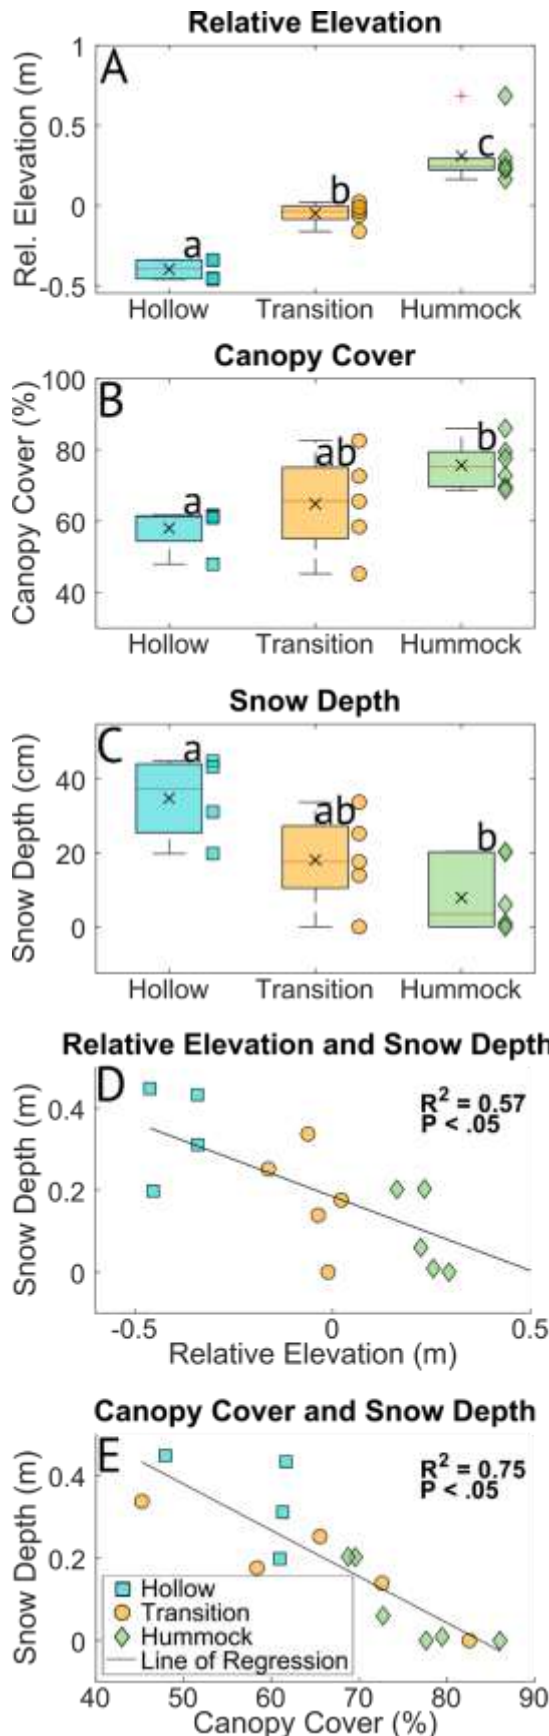 Relative Elevation
A
Rel. Elevation (m)
1
0.5
0
-0.5
a
b
c
Hollow Transition Hummock
Canopy Cover
B
Canopy Cover (%)
100
80
60
40
a
ab
b
Hollow Transition Hummock
Snow Depth
C
Snow Depth (cm)
40
20
0
a
ab
b
Hollow Transition Hummock
Relative Elevation and Snow Depth
D
R² = 0.57
P < .05
Snow Depth (m)
0.4
0.2
0
-0.5 0 0.5
Relative Elevation (m)
Canopy Cover and Snow Depth
E
R² = 0.75
P < .05
Snow Depth (m)
0.4
0.2
0
Hollow
Transition
Hummock
Line of Regression
40 50 60 70 80 90
Canopy Cover (%)